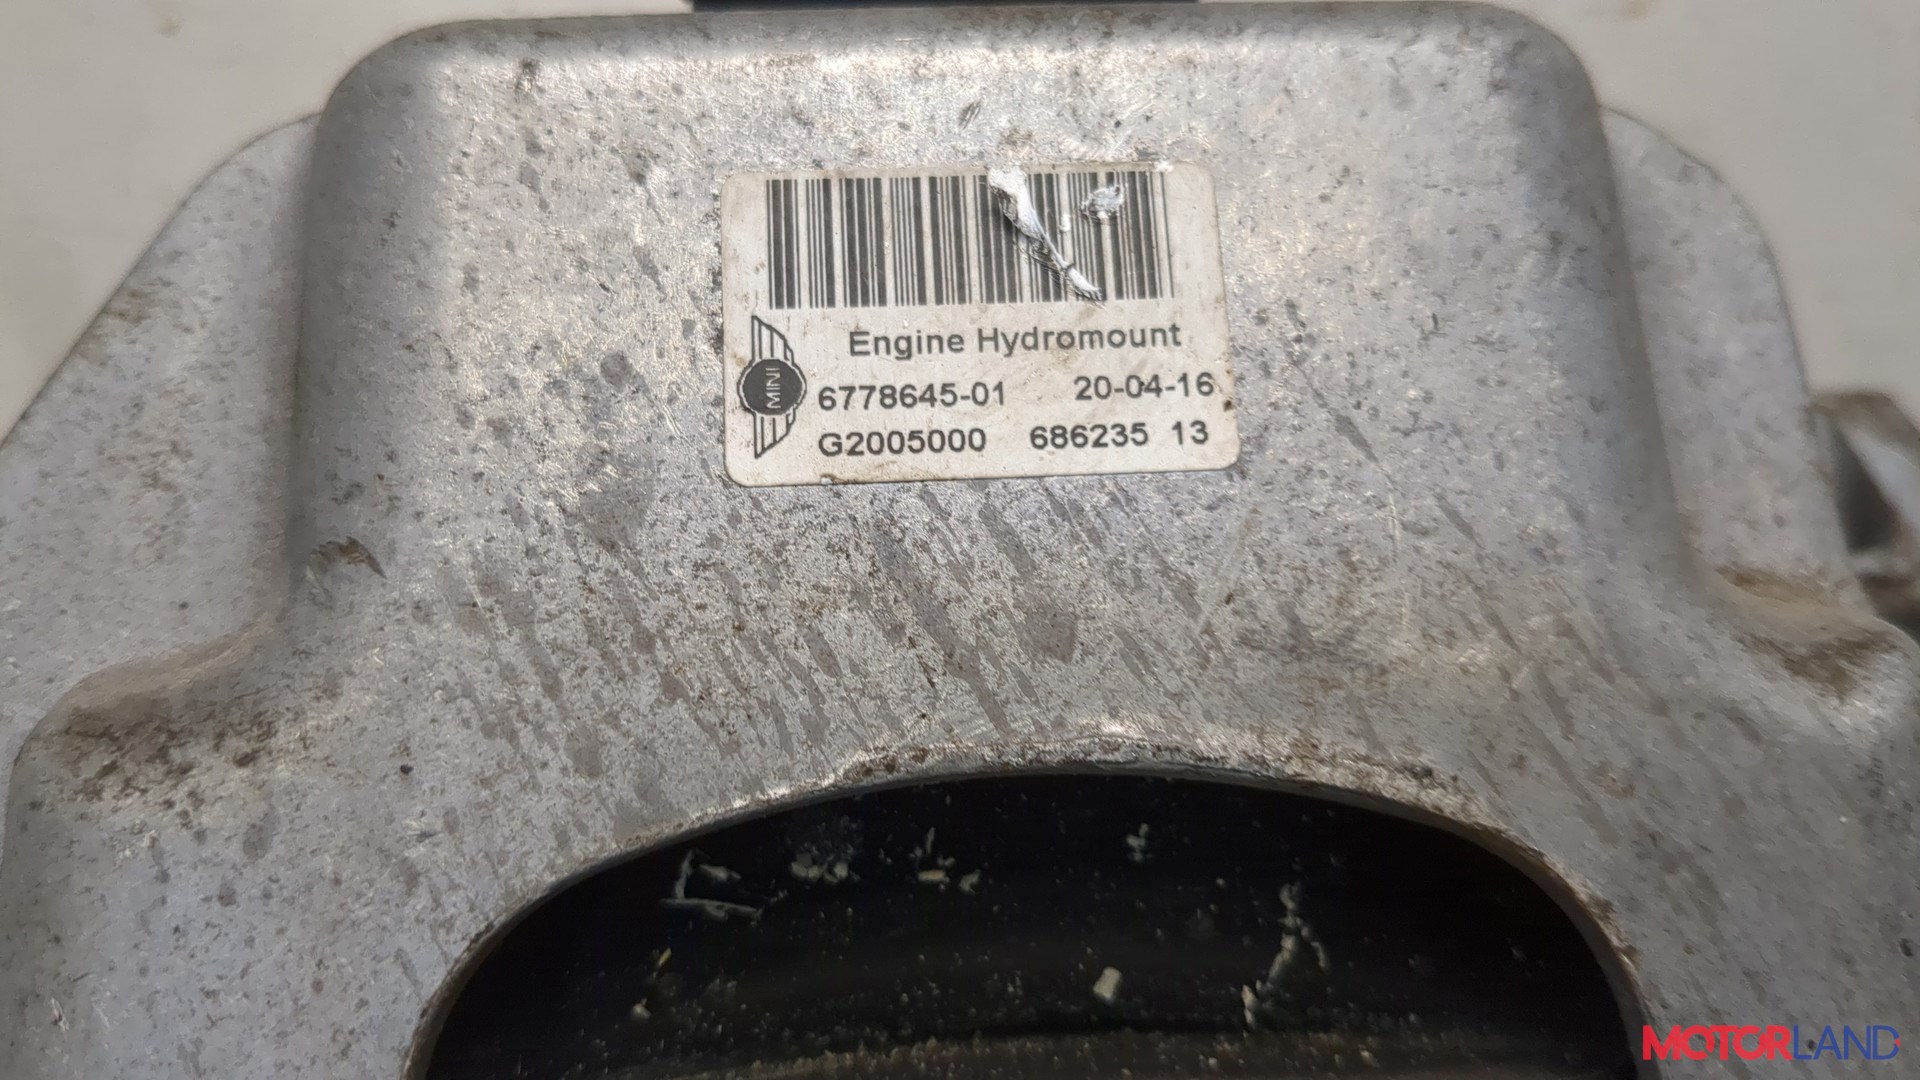 Engine Hydromount
MINI
6778645-01 20-04-16
G2005000 686235 13
MOTORLAND